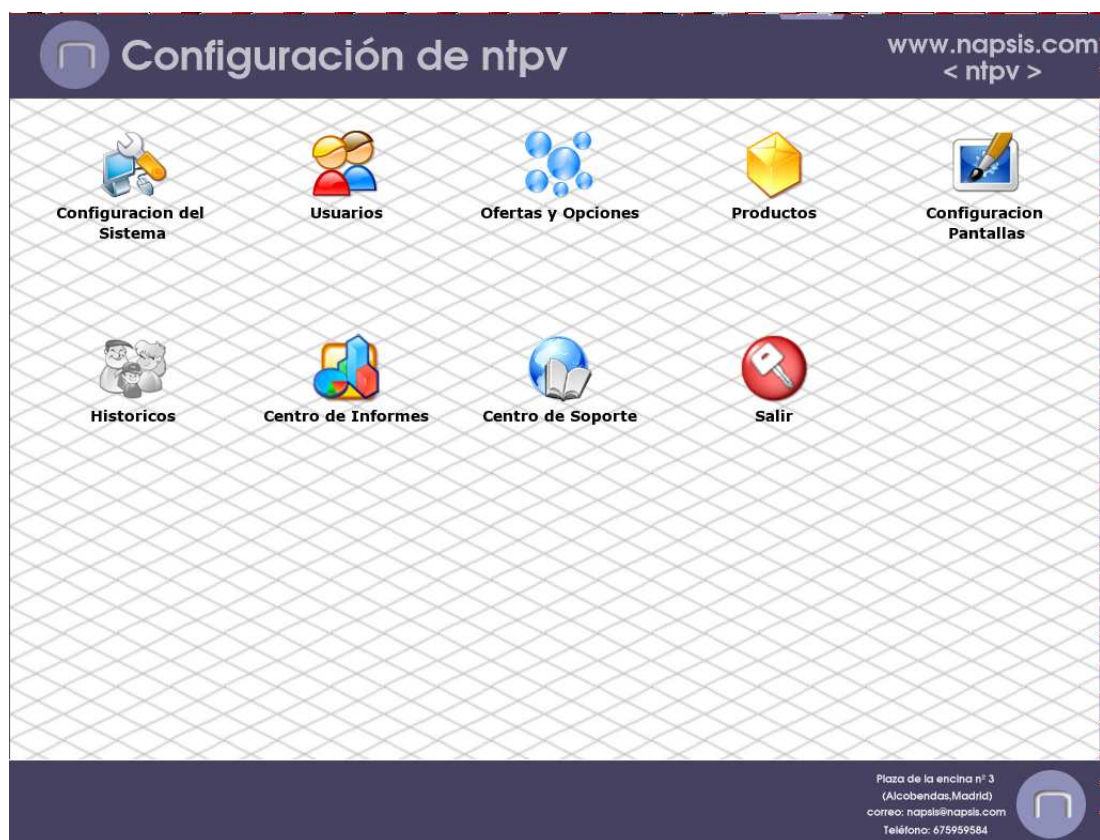 Configuración de ntpv
www.napsis.com
< ntpv >
Configuracion del
Sistema
Usuarios
Ofertas y Opciones
Productos
Configuracion
Pantallas
Historicos
Centro de Informes
Centro de Soporte
Salir
Plaza de la encina nº 3
(Alcobendas,Madrid)
correo: napsis@napsis.com
Teléfono: 675959584